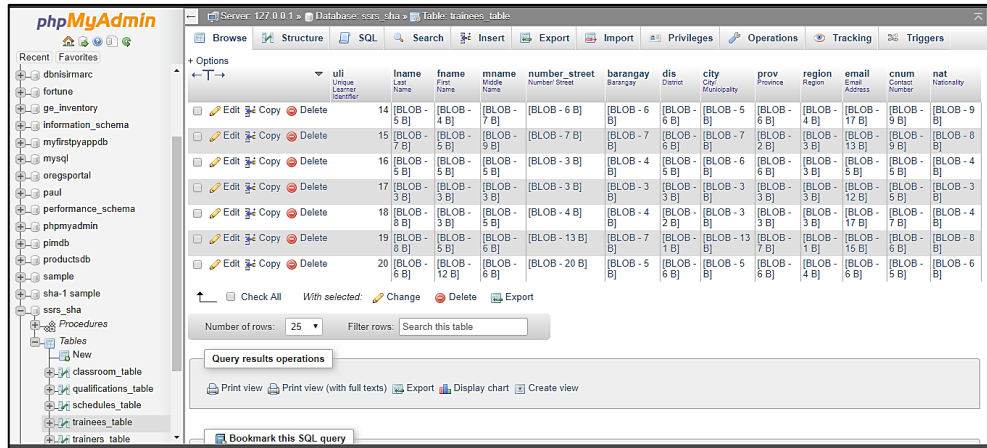 phpMyAdmin
Recent Favorites
dbnisirmarc
fortune
ge_inventory
information_schema
myfirstpyappdb
mysql
oregsportal
paul
performance_schema
phpmyadmin
pimdb
productsdb
sample
sha-1 sample
ssrs_sha
Procedures
Tables
New
classroom_table
qualifications_table
schedules_table
trainees_table
trainers_table
Server: 127.0.0.1 » Database: ssrs_sha » Table: trainees_table
Browse Structure SQL Search Insert Export Import Privileges Operations Tracking Triggers
+ Options
←T→ uli lname fname mname number_street barangay dis city prov region email cnum nat
Unique Learner Identifier Last Name First Name Middle Name Number/ Street Barangay District City/ Municipality Province Region Email Address Contact Number Nationality
Edit Copy Delete 14 [BLOB - 5 B] [BLOB - 4 B] [BLOB - 7 B] [BLOB - 6 B] [BLOB - 6 B] [BLOB - 6 B] [BLOB - 5 B] [BLOB - 6 B] [BLOB - 4 B] [BLOB - 17 B] [BLOB - 9 B] [BLOB - 9 B]
Edit Copy Delete 15 [BLOB - 7 B] [BLOB - 5 B] [BLOB - 9 B] [BLOB - 7 B] [BLOB - 7 B] [BLOB - 8 B] [BLOB - 7 B] [BLOB - 2 B] [BLOB - 3 B] [BLOB - 13 B] [BLOB - 9 B] [BLOB - 8 B]
Edit Copy Delete 16 [BLOB - 5 B] [BLOB - 5 B] [BLOB - 5 B] [BLOB - 3 B] [BLOB - 4 B] [BLOB - 5 B] [BLOB - 6 B] [BLOB - 6 B] [BLOB - 3 B] [BLOB - 5 B] [BLOB - 5 B] [BLOB - 4 B]
Edit Copy Delete 17 [BLOB - 3 B] [BLOB - 3 B] [BLOB - 3 B] [BLOB - 3 B] [BLOB - 3 B] [BLOB - 3 B] [BLOB - 3 B] [BLOB - 3 B] [BLOB - 3 B] [BLOB - 12 B] [BLOB - 3 B] [BLOB - 3 B]
Edit Copy Delete 18 [BLOB - 8 B] [BLOB - 3 B] [BLOB - 5 B] [BLOB - 4 B] [BLOB - 4 B] [BLOB - 2 B] [BLOB - 3 B] [BLOB - 3 B] [BLOB - 3 B] [BLOB - 17 B] [BLOB - 7 B] [BLOB - 4 B]
Edit Copy Delete 19 [BLOB - 8 B] [BLOB - 5 B] [BLOB - 6 B] [BLOB - 13 B] [BLOB - 7 B] [BLOB - 1 B] [BLOB - 13 B] [BLOB - 7 B] [BLOB - 1 B] [BLOB - 15 B] [BLOB - 6 B] [BLOB - 8 B]
Edit Copy Delete 20 [BLOB - 6 B] [BLOB - 12 B] [BLOB - 6 B] [BLOB - 20 B] [BLOB - 6 B] [BLOB - 6 B] [BLOB - 5 B] [BLOB - 6 B] [BLOB - 4 B] [BLOB - 6 B] [BLOB - 5 B] [BLOB - 6 B]
Check All With selected: Change Delete Export
Number of rows: 25 Filter rows: Search this table
Query results operations
Print view Print view (with full texts) Export Display chart Create view
Bookmark this SQL query